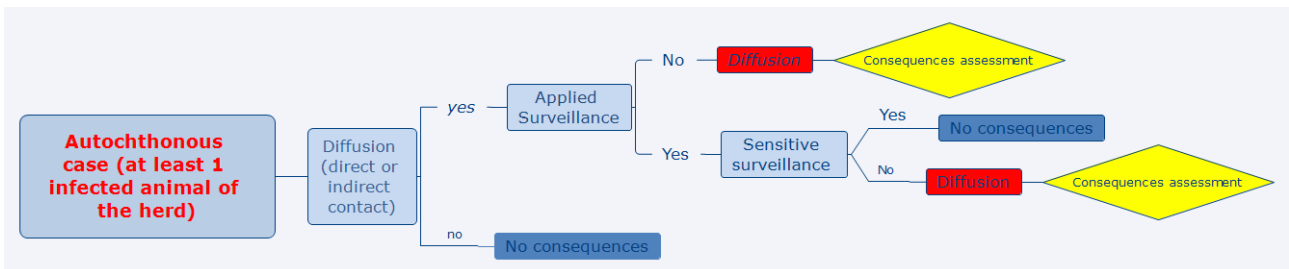 Autochthonous
case (at least 1
infected animal of
the herd)
Diffusion
(direct or
indirect
contact)
yes
Applied
Surveillance
No
Diffusion
Consequences assessment
Yes
Sensitive
surveillance
Yes
No consequences
No
Diffusion
Consequences assessment
no
No consequences